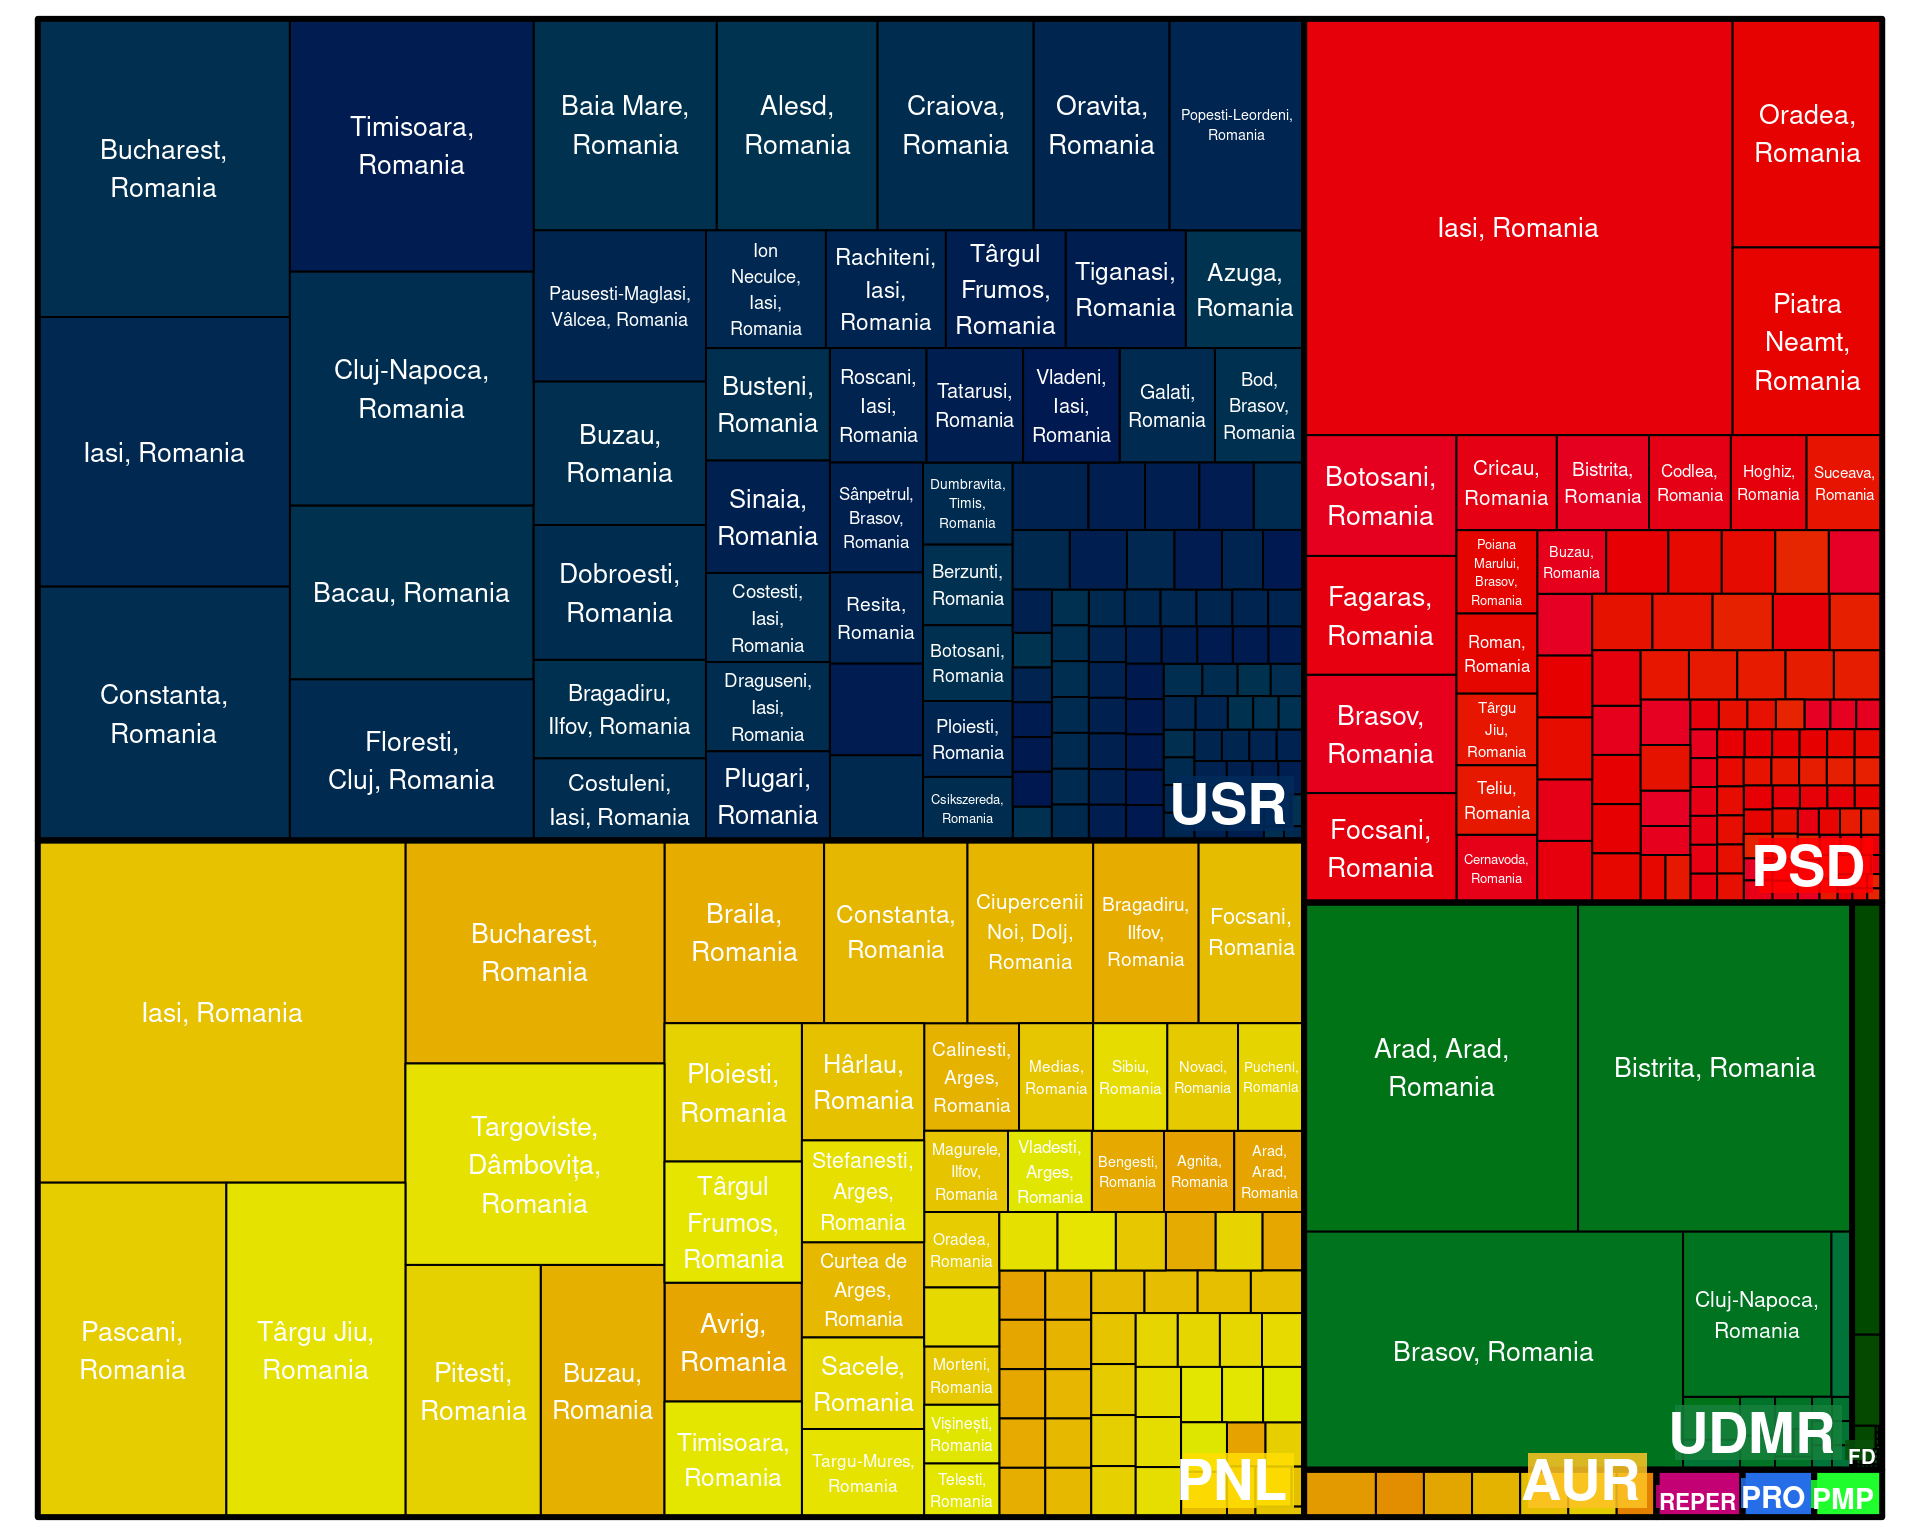 Bucharest,
Romania
Iasi, Romania
Constanta,
Romania
Timisoara,
Romania
Cluj-Napoca,
Romania
Bacau, Romania
Floresti,
Cluj, Romania
Baia Mare,
Romania
Alesd,
Romania
Craiova,
Romania
Oravita,
Romania
Popesti-Leordeni,
Romania
Pausesti-Maglasi,
Vâlcea, Romania
Buzau,
Romania
Dobroesti,
Romania
Bragadiru,
Ilfov, Romania
Costuleni,
Iasi, Romania
Ion
Neculce,
Iasi,
Romania
Rachiteni,
Iasi,
Romania
Târgul
Frumos,
Romania
Tiganasi,
Romania
Azuga,
Romania
Busteni,
Romania
Sinaia,
Romania
Costesti,
Iasi,
Romania
Draguseni,
Iasi,
Romania
Plugari,
Romania
Roscani,
Iasi,
Romania
Tatarusi,
Romania
Vladeni,
Iasi,
Romania
Galati,
Romania
Bod,
Brasov,
Romania
Sânpetrul,
Brasov,
Romania
Resita,
Romania
Dumbravita,
Timis,
Romania
Berzunti,
Romania
Botosani,
Romania
Ploiesti,
Romania
Csikszereda,
Romania
USR
Iasi, Romania
Oradea,
Romania
Piatra
Neamt,
Romania
Botosani,
Romania
Fagaras,
Romania
Brasov,
Romania
Focsani,
Romania
Cricau,
Romania
Bistrita,
Romania
Codlea,
Romania
Hoghiz,
Romania
Suceava,
Romania
Poiana
Marului,
Brasov,
Romania
Buzau,
Romania
Roman,
Romania
Târgu
Jiu,
Romania
Teliu,
Romania
Cernavoda,
Romania
PSD
Iasi, Romania
Pascani,
Romania
Târgu Jiu,
Romania
Bucharest,
Romania
Targoviste,
Dâmbovița,
Romania
Pitesti,
Romania
Buzau,
Romania
Braila,
Romania
Constanta,
Romania
Ciupercenii
Noi, Dolj,
Romania
Bragadiru,
Ilfov,
Romania
Focsani,
Romania
Ploiesti,
Romania
Târgul
Frumos,
Romania
Avrig,
Romania
Timisoara,
Romania
Hârlau,
Romania
Stefanesti,
Arges,
Romania
Curtea de
Arges,
Romania
Sacele,
Romania
Targu-Mures,
Romania
Calinesti,
Arges,
Romania
Medias,
Romania
Sibiu,
Romania
Novaci,
Romania
Pucheni,
Romania
Magurele,
Ilfov,
Romania
Vladesti,
Arges,
Romania
Bengesti,
Romania
Agnita,
Romania
Arad,
Arad,
Romania
Oradea,
Romania
Morteni,
Romania
Vișinești,
Romania
Telesti,
Romania
PNL
Arad, Arad,
Romania
Bistrita, Romania
Brasov, Romania
Cluj-Napoca,
Romania
UDMR
FD
AUR
REPER
PRO
PMP